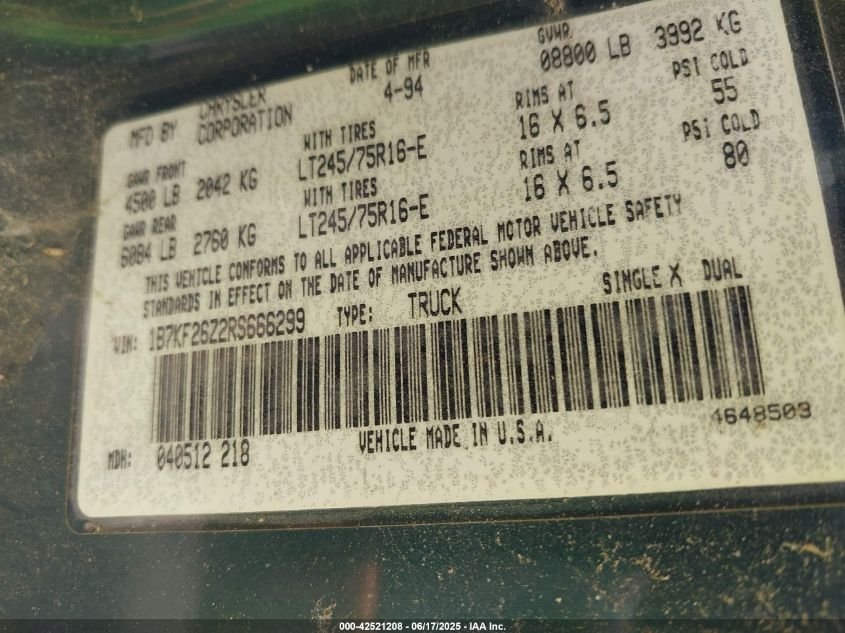 MFD BY CHRYSLER CORPORATION DATE OF MFR 4-94 GVWR 08800 LB 3992 KG
GAWR FRONT 4500 LB 2042 KG WITH TIRES LT245/75R16-E RIMS AT 16 X 6.5 PSI COLD 55
GAWR REAR 6084 LB 2760 KG WITH TIRES LT245/75R16-E RIMS AT 16 X 6.5 PSI COLD 80
THIS VEHICLE CONFORMS TO ALL APPLICABLE FEDERAL MOTOR VEHICLE SAFETY
STANDARDS IN EFFECT ON THE DATE OF MANUFACTURE SHOWN ABOVE.
VIN: 1B7KF26Z2RS666299 TYPE: TRUCK SINGLE X DUAL
MDH: 040512 218 VEHICLE MADE IN U.S.A. 4648503
000-42521208 - 06/17/2025 - IAA Inc.